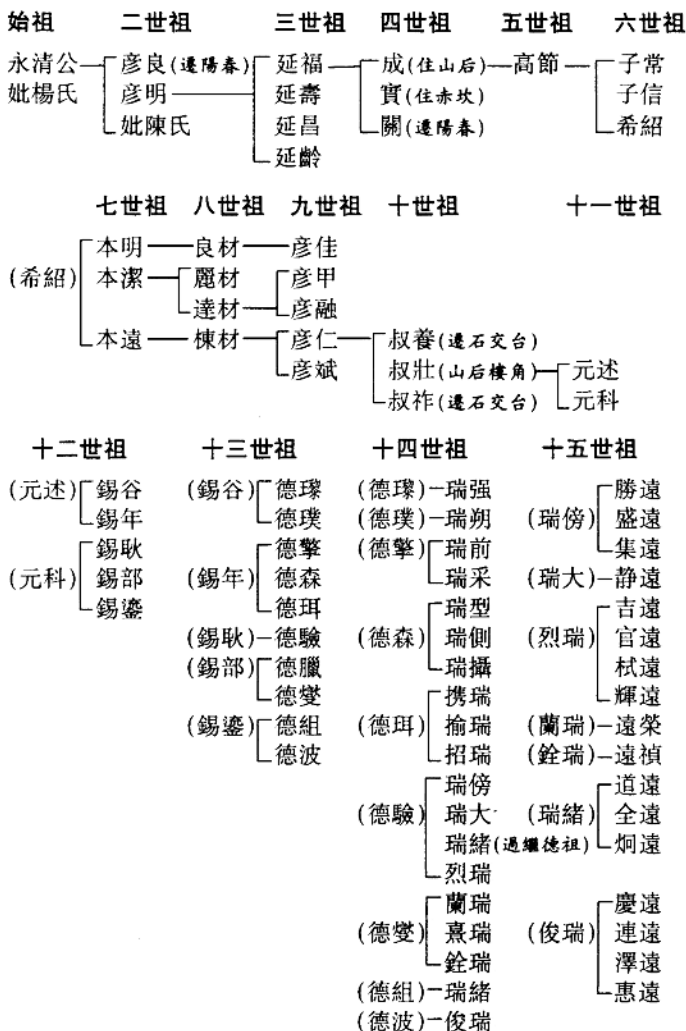 始祖 二世祖 三世祖 四世祖 五世祖 六世祖
永清公 彦良(遷陽春) 延福 成(住山后) 高節 子常
妣楊氏 彦明 延壽 實(住赤坎) 子信
妣陳氏 延昌 關(遷陽春) 希紹
延齡
七世祖 八世祖 九世祖 十世祖 十一世祖
本明 良材 彦佳
(希紹) 本潔 麗材 彦甲
達材 彦融
本遠 棟材 彦仁 叔養(遷石交台)
彦斌 叔壯(山后樓角) 元述
叔祚(遷石交台) 元科
十二世祖 十三世祖 十四世祖 十五世祖
(元述) 錫谷 (錫谷) 德瑧 (德瑧) 瑞强 勝遠
錫年 德璞 (德璞) 瑞朔 (瑞傍) 盛遠
錫耿 德擎 (德擎) 瑞前 集遠
(元科) 錫部 (錫年) 德森 瑞采 (瑞大) 静遠
錫鎏 德珥 瑞型 吉遠
(錫耿) 德驗 (德森) 瑞側 (烈瑞) 官遠
(錫部) 德臘 瑞攝 栻遠
德燮 携瑞 輝遠
(錫鎏) 德組 (德珥) 揄瑞 (蘭瑞) 遠榮
德波 招瑞 (銓瑞) 遠禎
瑞傍 道遠
(德驗) 瑞大 (瑞緒) 全遠
瑞緒(過繼德祖) 炯遠
烈瑞
蘭瑞 慶遠
(德燮) 熹瑞 (俊瑞) 連遠
銓瑞 澤遠
(德組) 瑞緒 惠遠
(德波) 俊瑞